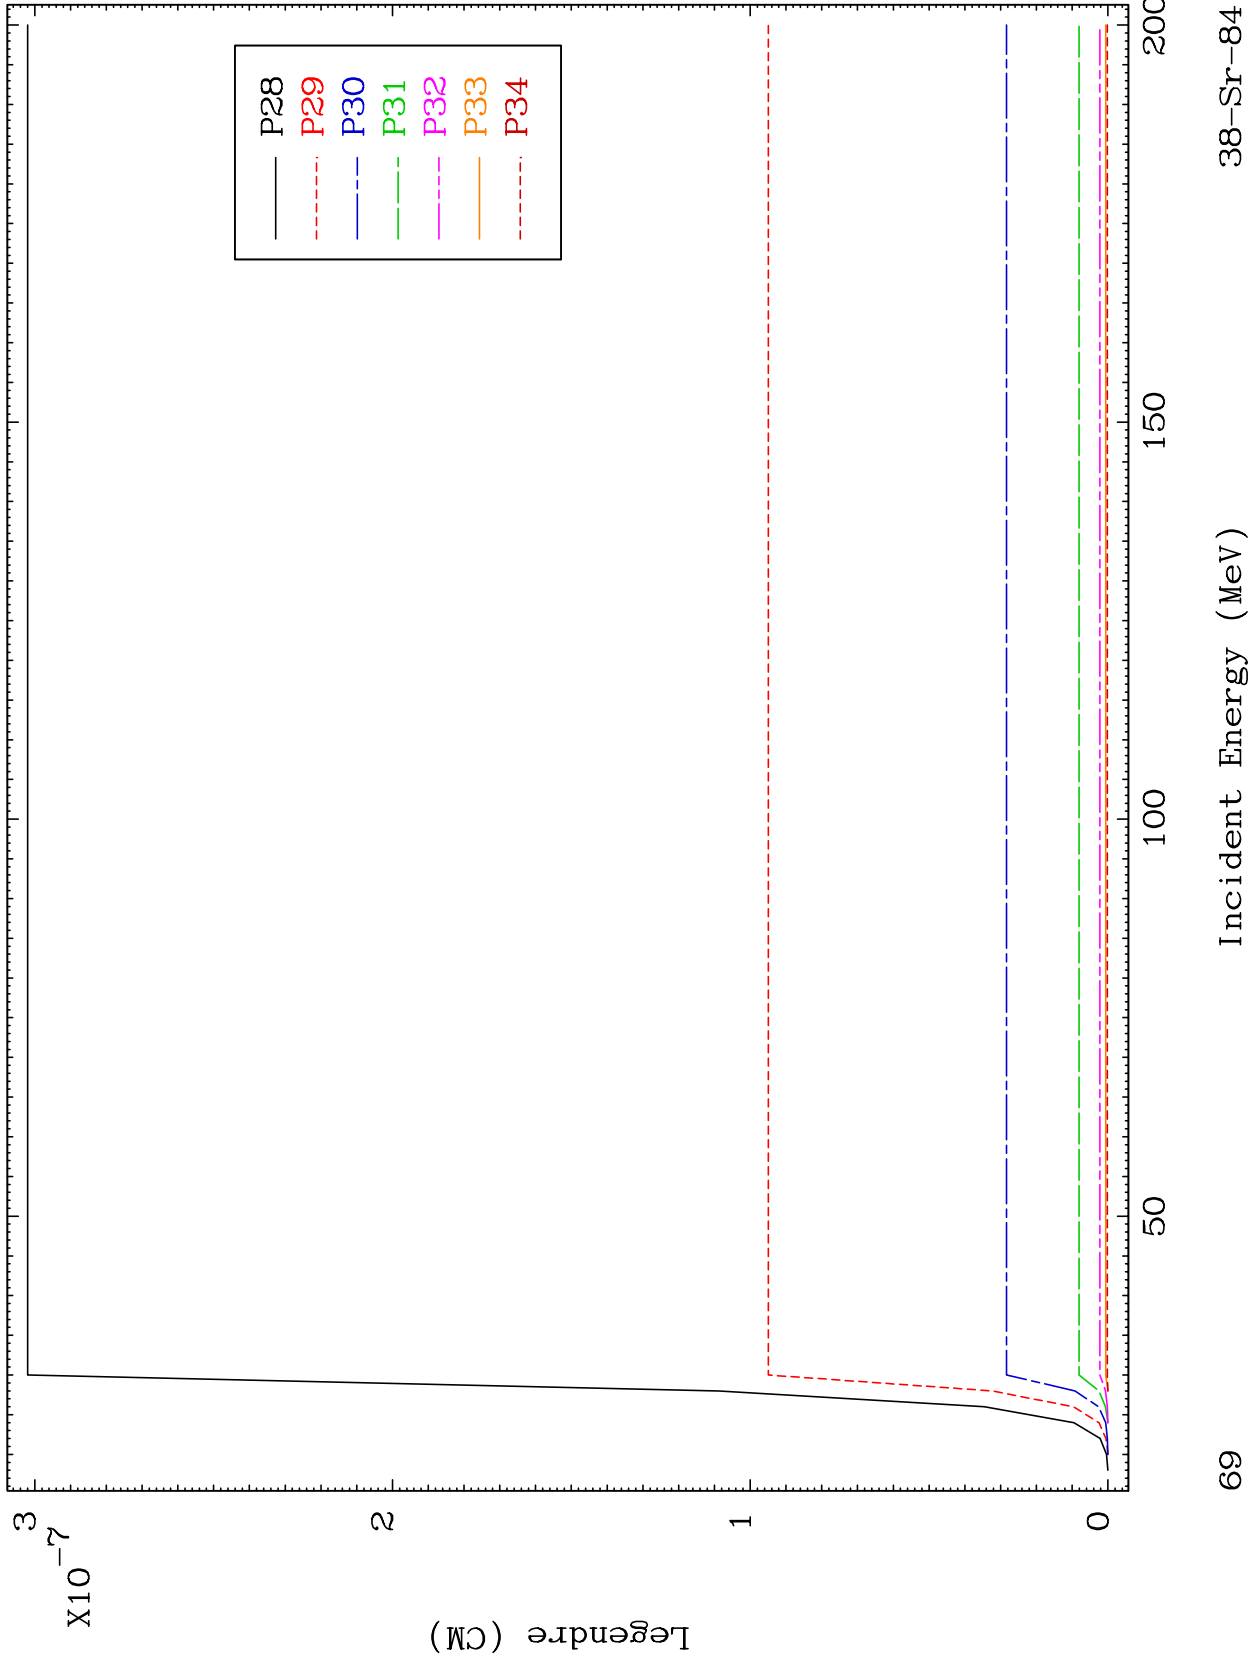 3
X10^-7
2
1
0
Legendre (CM)
P28
P29
P30
P31
P32
P33
P34
50
100
150
200
Incident Energy (MeV)
69
38-Sr-84